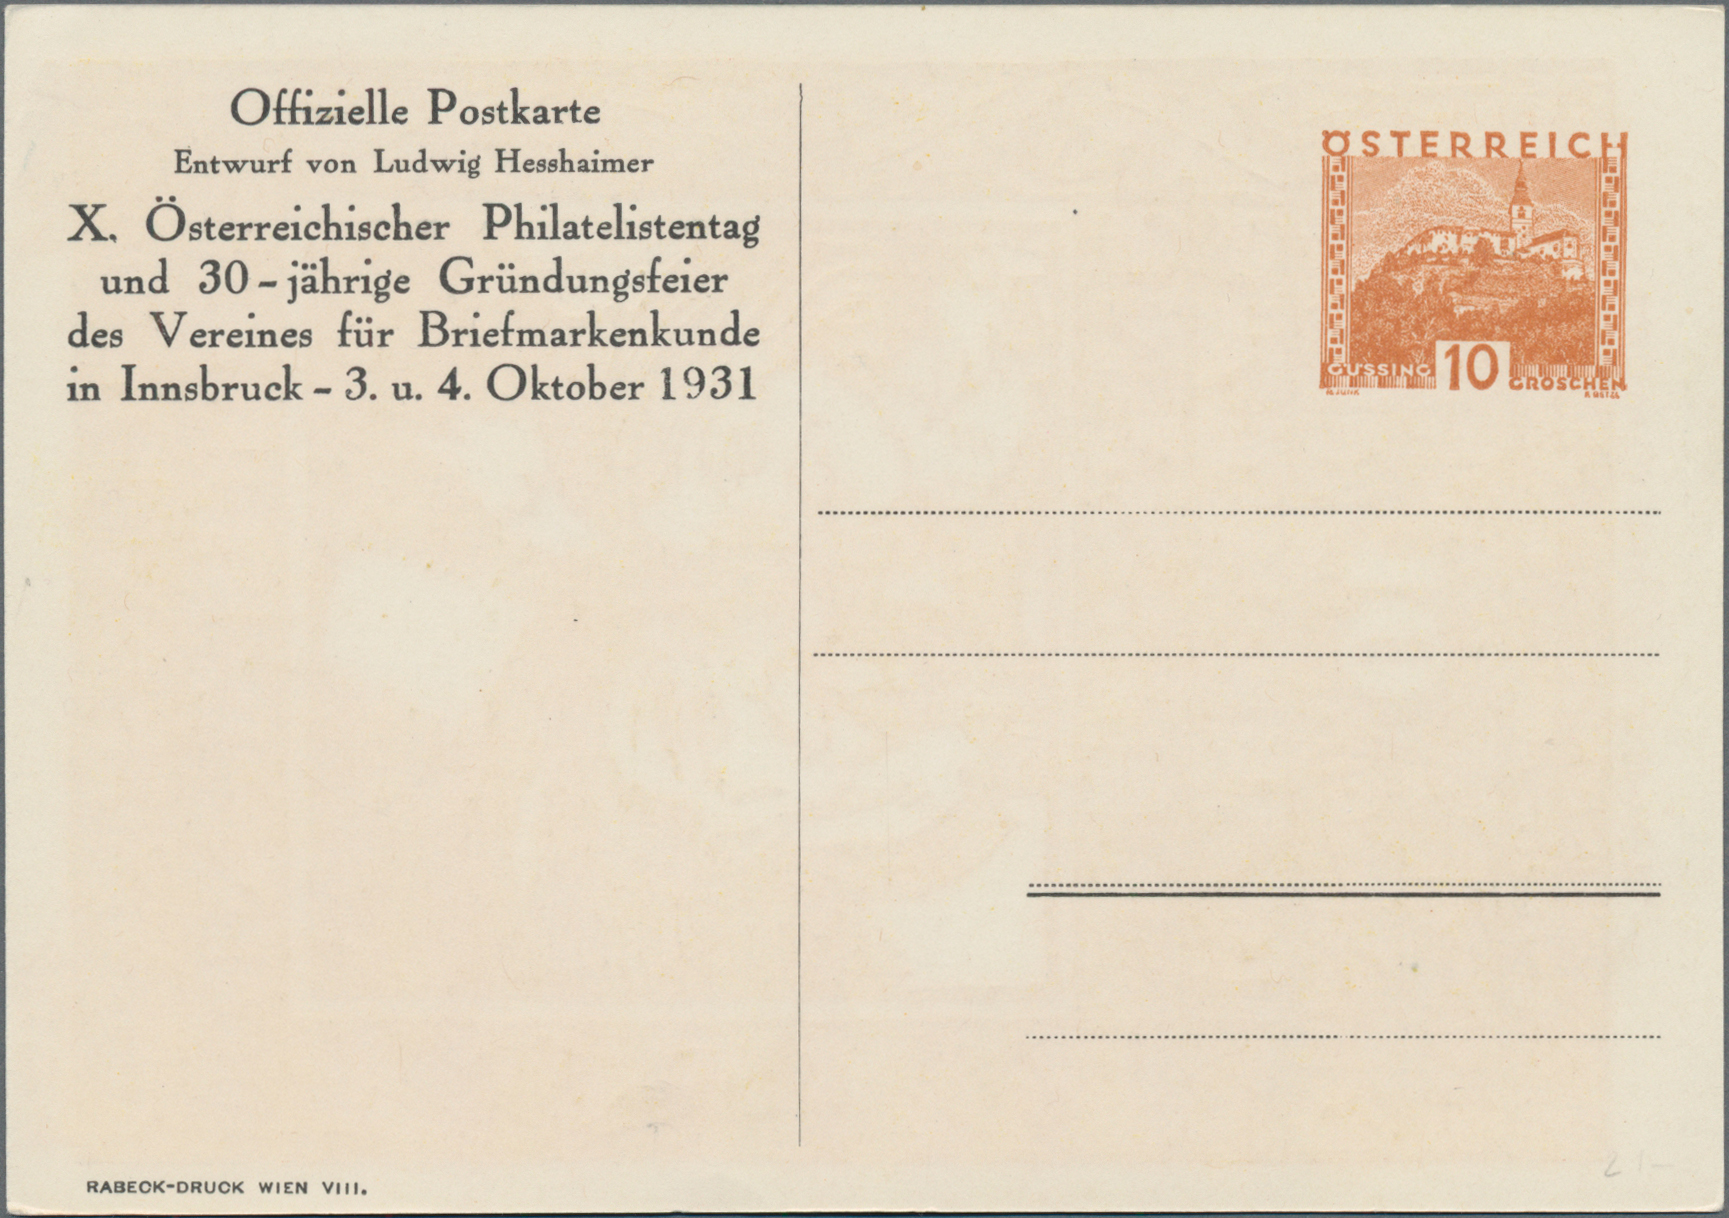 Offizielle Postkarte
Entwurf von Ludwig Hesshaimer
X. Österreichischer Philatelistentag
und 30-jährige Gründungsfeier
des Vereines für Briefmarkenkunde
in Innsbruck - 3. u. 4. Oktober 1931
ÖSTERREICH
GÜSSING 10 GROSCHEN
RABECK-DRUCK WIEN VIII.